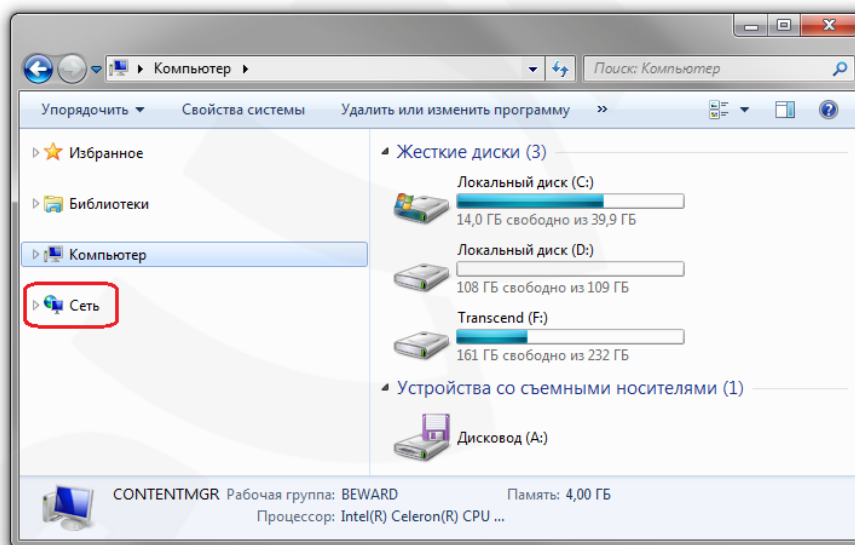 Компьютер
Поиск: Компьютер
Упорядочить Свойства системы Удалить или изменить программу »
Избранное
Библиотеки
Компьютер
Сеть
Жесткие диски (3)
Локальный диск (C:)
14,0 ГБ свободно из 39,9 ГБ
Локальный диск (D:)
108 ГБ свободно из 109 ГБ
Transcend (F:)
161 ГБ свободно из 232 ГБ
Устройства со съемными носителями (1)
Дисковод (A:)
CONTENTMGR Рабочая группа: BEWARD Память: 4,00 ГБ
Процессор: Intel(R) Celeron(R) CPU ...